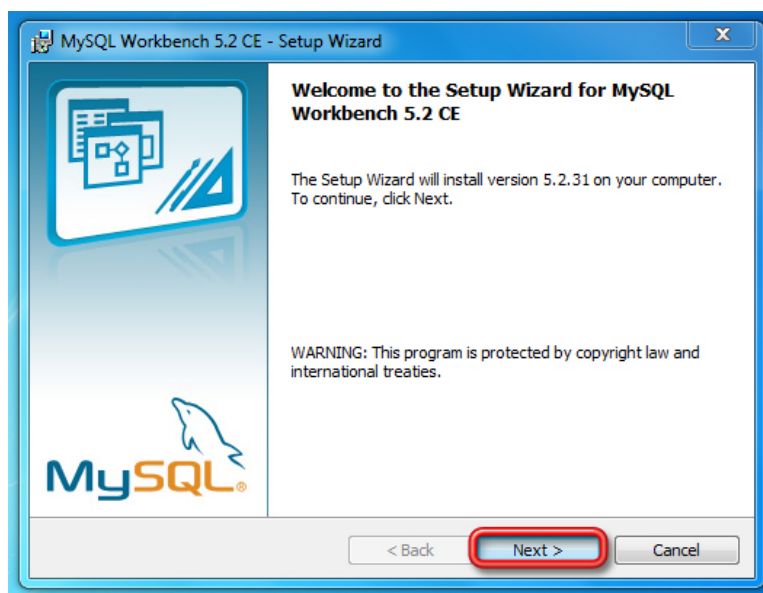 MySQL Workbench 5.2 CE - Setup Wizard
X
Welcome to the Setup Wizard for MySQL
Workbench 5.2 CE
The Setup Wizard will install version 5.2.31 on your computer.
To continue, click Next.
WARNING: This program is protected by copyright law and
international treaties.
MySQL®
< Back Next > Cancel